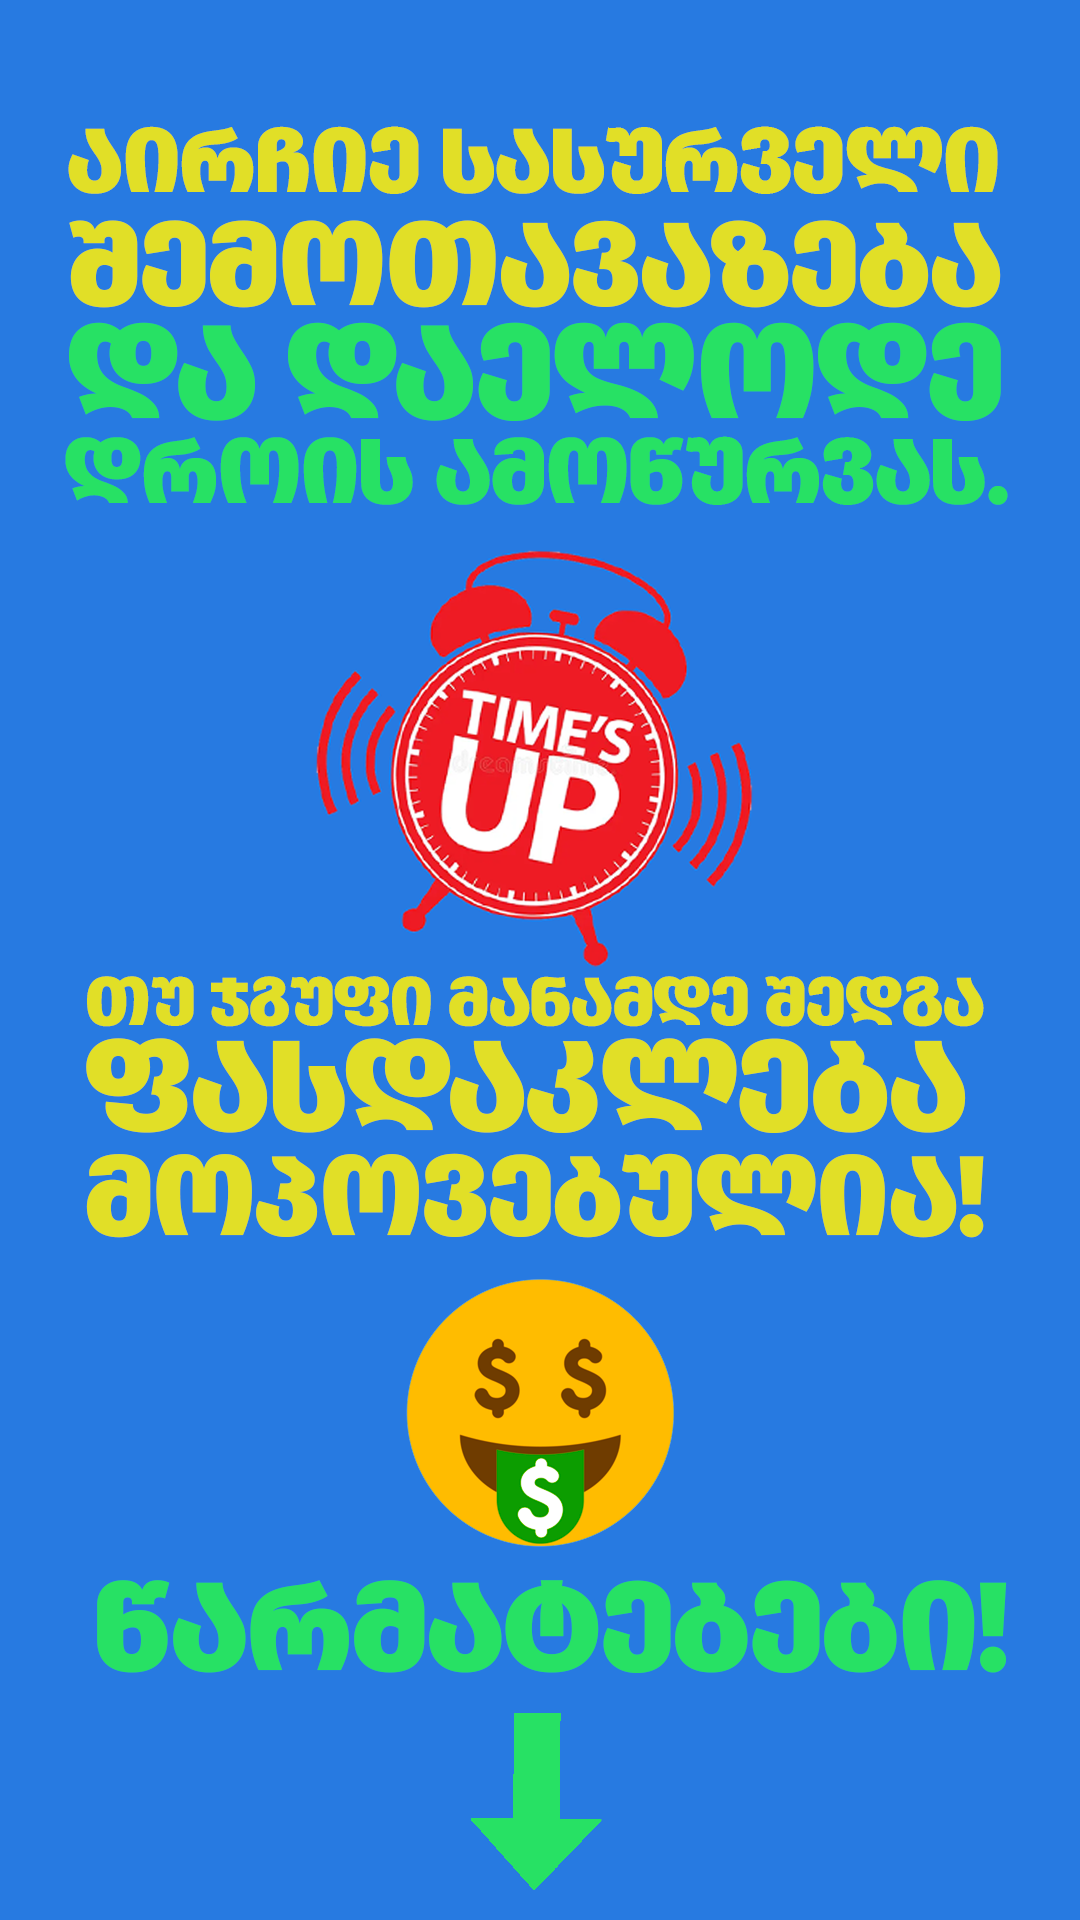 აირჩიე სასურველი
შემოთავაზება
და დაელოდე
დროის ამოწურვას.
TIME'S
UP
თუ ჯგუფი მანამდე შედგა
ფასდაკლება
მოპოვებულია!
$ $
$
წარმატებები!